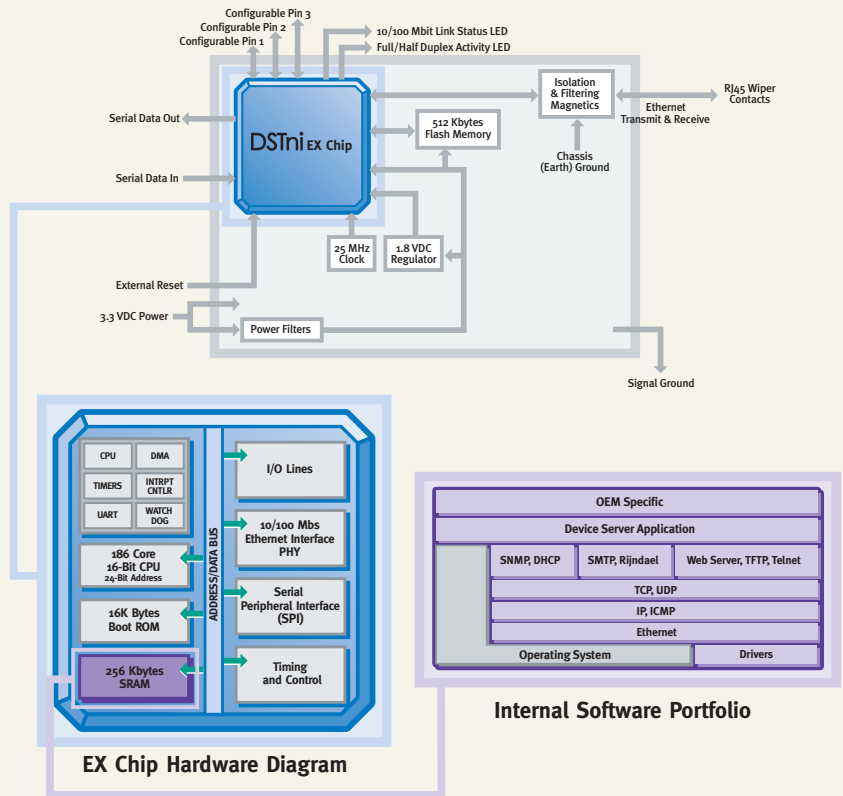 Configurable Pin 3
Configurable Pin 2
Configurable Pin 1
10/100 Mbit Link Status LED
Full/Half Duplex Activity LED
Serial Data Out
Serial Data In
DSTni EX Chip
512 Kbytes
Flash Memory
Isolation
& Filtering
Magnetics
RJ45 Wiper
Contacts
Ethernet
Transmit & Receive
Chassis
(Earth) Ground
25 MHz
Clock
1.8 VDC
Regulator
External Reset
3.3 VDC Power
Power Filters
Signal Ground
CPU
DMA
TIMERS
INTRPT
CNTLR
UART
WATCH
DOG
186 Core
16-Bit CPU
24-Bit Address
16K Bytes
Boot ROM
256 Kbytes
SRAM
ADDRESS/DATA BUS
I/O Lines
10/100 Mbs
Ethernet Interface
PHY
Serial
Peripheral Interface
(SPI)
Timing
and Control
EX Chip Hardware Diagram
OEM Specific
Device Server Application
SNMP, DHCP
SMTP, Rijndael
Web Server, TFTP, Telnet
TCP, UDP
IP, ICMP
Ethernet
Operating System
Drivers
Internal Software Portfolio